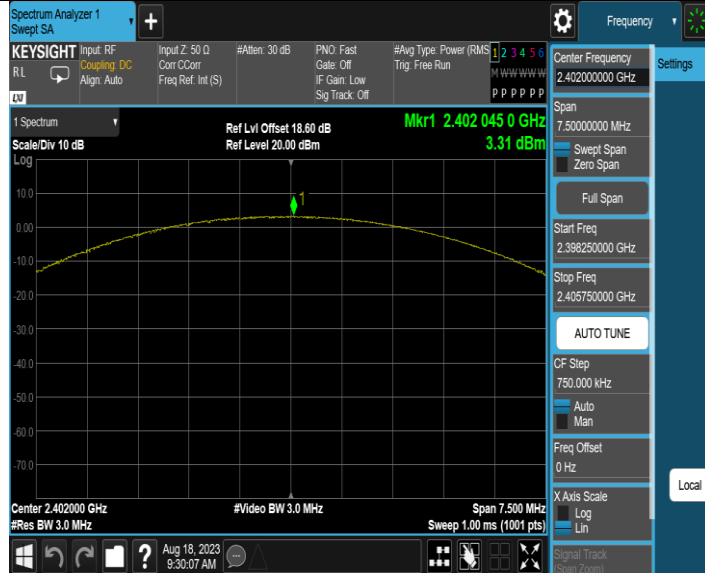 Spectrum Analyzer 1
Swept SA
+
Frequency
KEYSIGHT
RL
LXI
Input: RF
Coupling: DC
Align: Auto
Input Z: 50 Ω
Corr CCorr
Freq Ref: Int (S)
#Atten: 30 dB
PNO: Fast
Gate: Off
IF Gain: Low
Sig Track: Off
#Avg Type: Power (RMS
Trig: Free Run
1 2 3 4 5 6
M W W W W W
P P P P P P
1 Spectrum
Scale/Div 10 dB
Log
Ref Lvl Offset 18.60 dB
Ref Level 20.00 dBm
Mkr1 2.402 045 0 GHz
3.31 dBm
1
10.0
0.00
-10.0
-20.0
-30.0
-40.0
-50.0
-60.0
-70.0
Center 2.402000 GHz
#Res BW 3.0 MHz
#Video BW 3.0 MHz
Span 7.500 MHz
Sweep 1.00 ms (1001 pts)
?
Aug 18, 2023
9:30:07 AM
Center Frequency
2.402000000 GHz
Span
7.50000000 MHz
Swept Span
Zero Span
Full Span
Start Freq
2.398250000 GHz
Stop Freq
2.405750000 GHz
AUTO TUNE
CF Step
750.000 kHz
Auto
Man
Freq Offset
0 Hz
X Axis Scale
Log
Lin
Signal Track
(Span Zoom)
Settings
Local